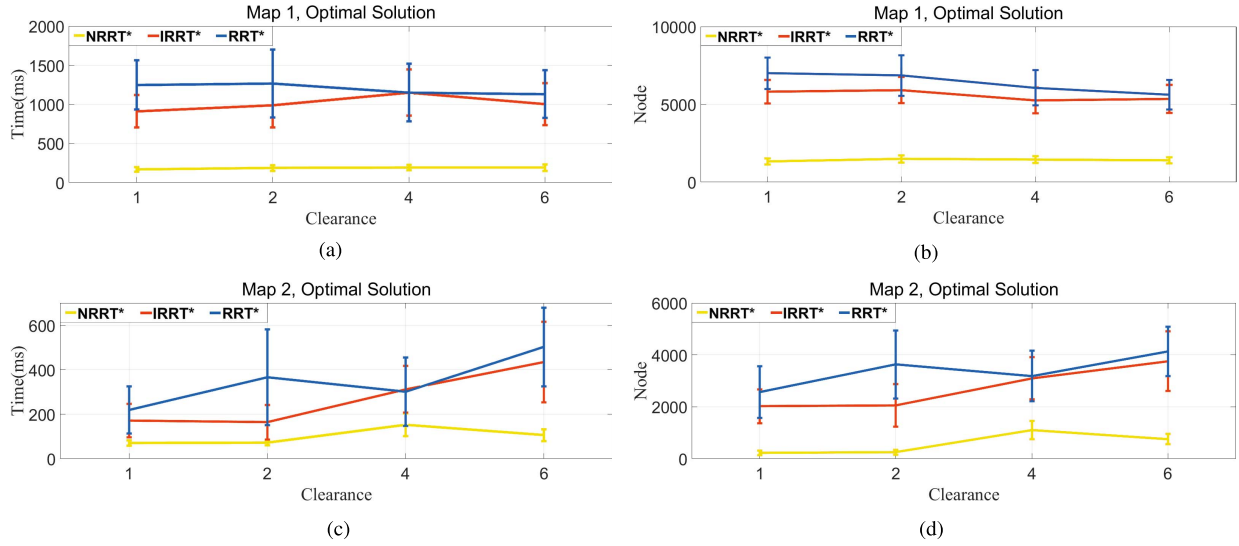 Map 1, Optimal Solution
NRRT* IRRT* RRT*
2000
1500
1000
500
0
Time(ms)
1 2 4 6
Clearance
(a)
Map 1, Optimal Solution
NRRT* IRRT* RRT*
10000
5000
0
Node
1 2 4 6
Clearance
(b)
Map 2, Optimal Solution
NRRT* IRRT* RRT*
600
400
200
0
Time(ms)
1 2 4 6
Clearance
(c)
Map 2, Optimal Solution
NRRT* IRRT* RRT*
6000
4000
2000
0
Node
1 2 4 6
Clearance
(d)